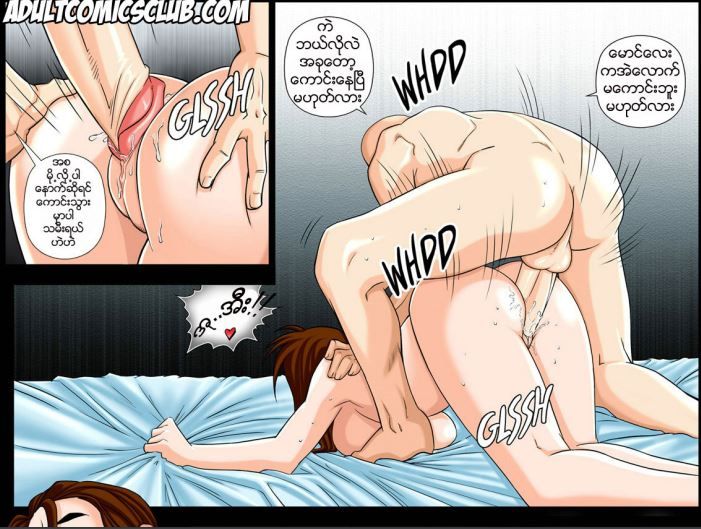 ADULTCOMICSCLUB.COM
GLSSH
အစ
မို့လို့ပါ
နောက်ဆိုရင်
ကောင်းသွား
မှာပါ
သမီးရယ်
ဟဲဟဲ
ကဲ
ဘယ်လိုလဲ
အခုတော့
ကောင်းနေပြီ
မဟုတ်လား
WHDD
မောင်လေး
ကအဲလောက်
မကောင်းဘူး
မဟုတ်လား
WHDD
အီး..!!
GLSSH